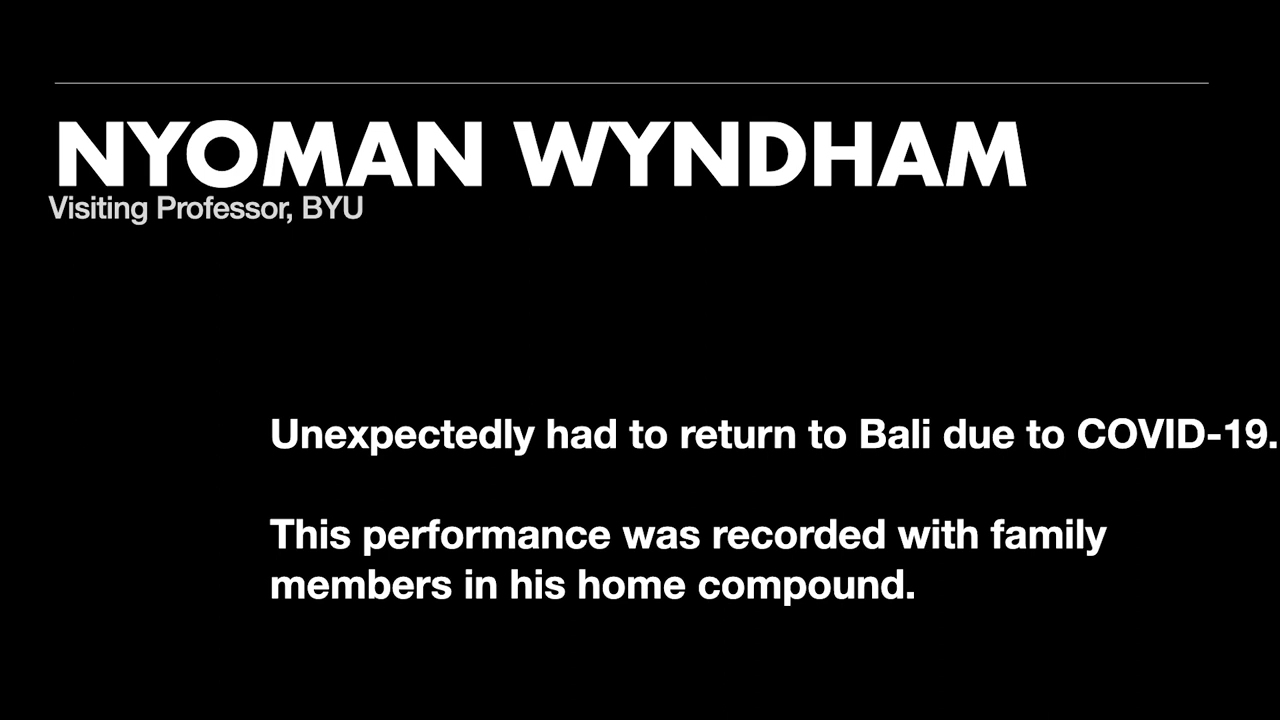 NYOMAN WYNDHAM
Visiting Professor, BYU
Unexpectedly had to return to Bali due to COVID-19.
This performance was recorded with family
members in his home compound.